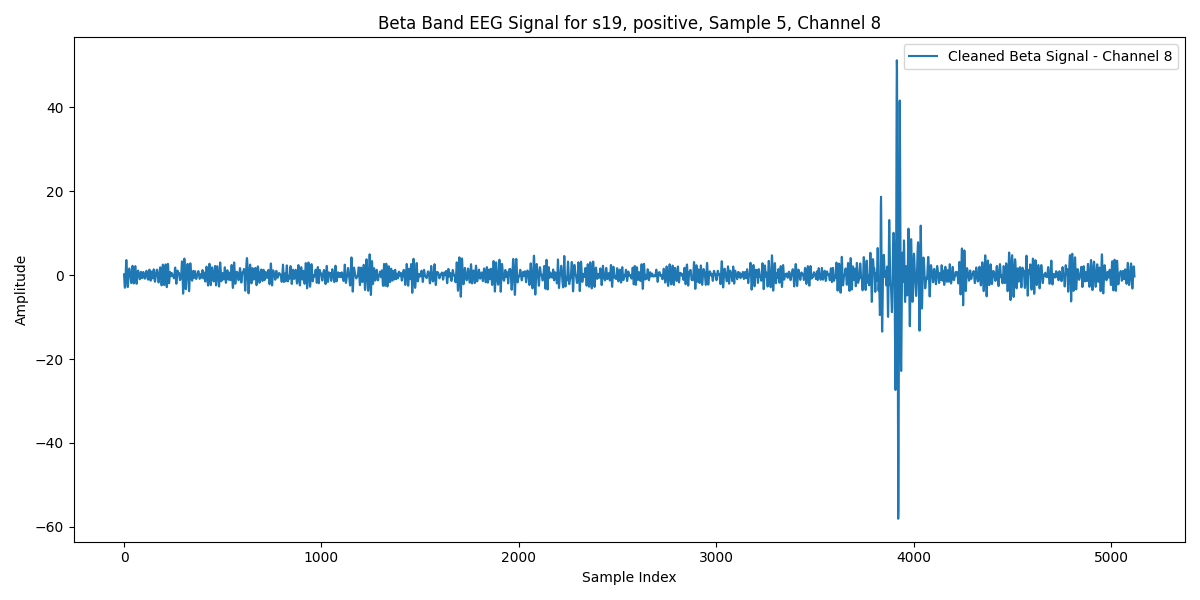 Beta Band EEG Signal for s19, positive, Sample 5, Channel 8
Cleaned Beta Signal - Channel 8
Amplitude
40
20
0
−20
−40
−60
0 1000 2000 3000 4000 5000
Sample Index